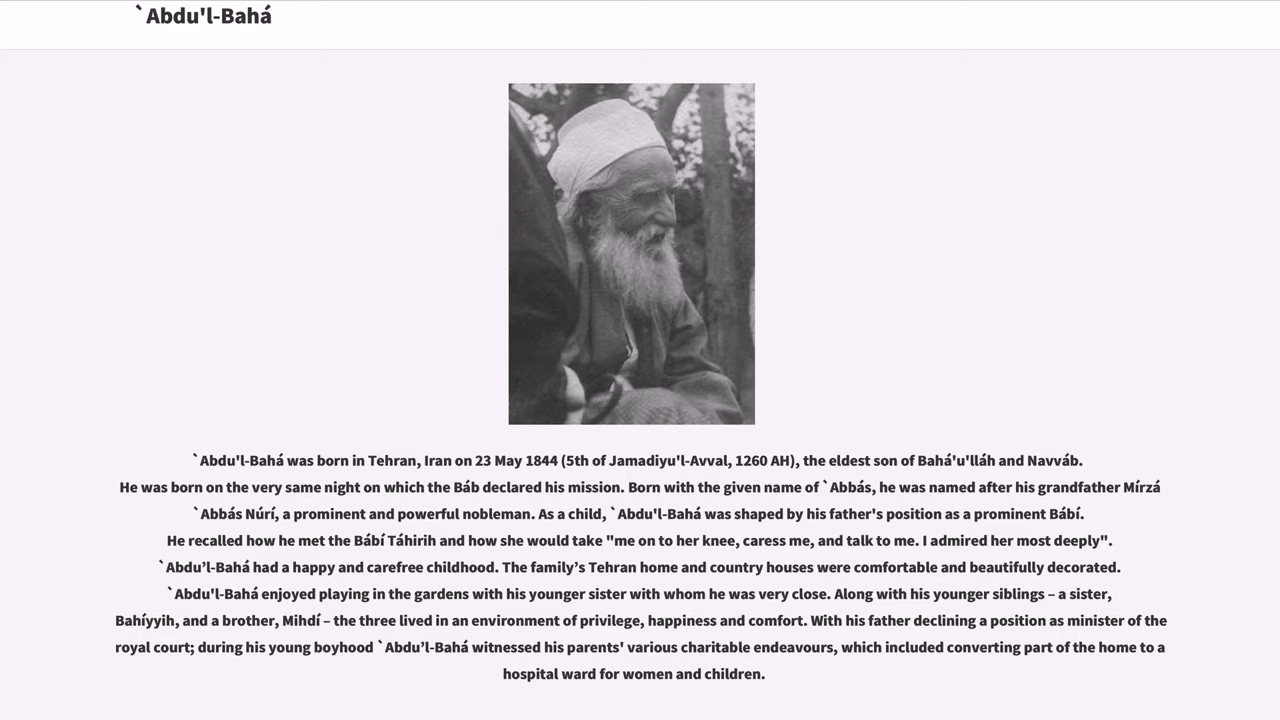 `Abdu'l-Bahá
`Abdu'l-Bahá was born in Tehran, Iran on 23 May 1844 (5th of Jamadiyu'l-Avval, 1260 AH), the eldest son of Bahá'u'lláh and Navváb.
He was born on the very same night on which the Báb declared his mission. Born with the given name of `Abbás, he was named after his grandfather Mírzá
`Abbás Núrí, a prominent and powerful nobleman. As a child, `Abdu'l-Bahá was shaped by his father's position as a prominent Bábí.
He recalled how he met the Bábí Táhirih and how she would take "me on to her knee, caress me, and talk to me. I admired her most deeply".
`Abdu’l-Bahá had a happy and carefree childhood. The family’s Tehran home and country houses were comfortable and beautifully decorated.
`Abdu'l-Bahá enjoyed playing in the gardens with his younger sister with whom he was very close. Along with his younger siblings – a sister,
Bahíyyih, and a brother, Mihdí – the three lived in an environment of privilege, happiness and comfort. With his father declining a position as minister of the
royal court; during his young boyhood `Abdu’l-Bahá witnessed his parents' various charitable endeavours, which included converting part of the home to a
hospital ward for women and children.